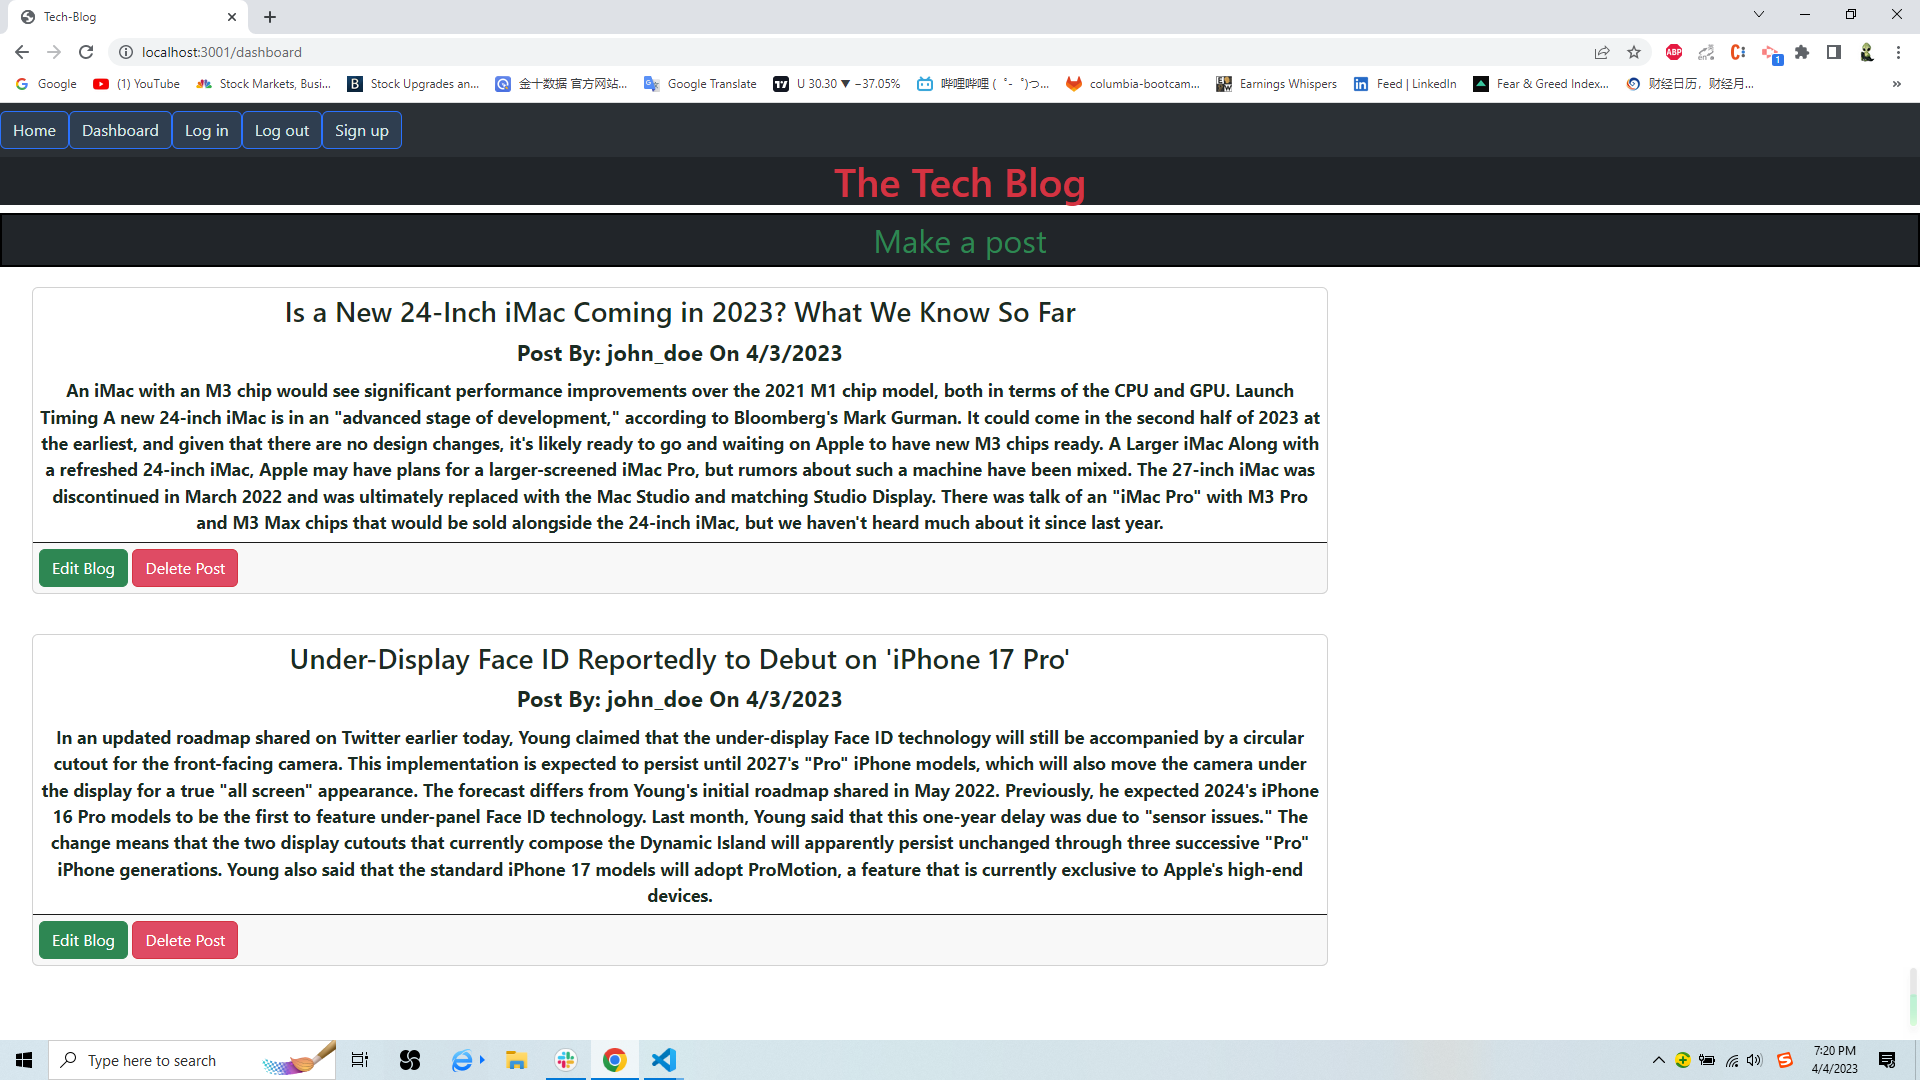 Tech-Blog
localhost:3001/dashboard
ABP
1
Google
(1) YouTube
Stock Markets, Busi...
Stock Upgrades an...
金十数据 官方网站...
Google Translate
U 30.30 ▼ −37.05%
哔哩哔哩 (゜-゜)つ...
columbia-bootcam...
Earnings Whispers
Feed | LinkedIn
Fear & Greed Index...
财经日历，财经月...
»
Home
Dashboard
Log in
Log out
Sign up
The Tech Blog
Make a post
Is a New 24-Inch iMac Coming in 2023? What We Know So Far
Post By: john_doe On 4/3/2023
An iMac with an M3 chip would see significant performance improvements over the 2021 M1 chip model, both in terms of the CPU and GPU. Launch
Timing A new 24-inch iMac is in an "advanced stage of development," according to Bloomberg's Mark Gurman. It could come in the second half of 2023 at
the earliest, and given that there are no design changes, it's likely ready to go and waiting on Apple to have new M3 chips ready. A Larger iMac Along with
a refreshed 24-inch iMac, Apple may have plans for a larger-screened iMac Pro, but rumors about such a machine have been mixed. The 27-inch iMac was
discontinued in March 2022 and was ultimately replaced with the Mac Studio and matching Studio Display. There was talk of an "iMac Pro" with M3 Pro
and M3 Max chips that would be sold alongside the 24-inch iMac, but we haven't heard much about it since last year.
Edit Blog
Delete Post
Under-Display Face ID Reportedly to Debut on 'iPhone 17 Pro'
Post By: john_doe On 4/3/2023
In an updated roadmap shared on Twitter earlier today, Young claimed that the under-display Face ID technology will still be accompanied by a circular
cutout for the front-facing camera. This implementation is expected to persist until 2027's "Pro" iPhone models, which will also move the camera under
the display for a true "all screen" appearance. The forecast differs from Young's initial roadmap shared in May 2022. Previously, he expected 2024's iPhone
16 Pro models to be the first to feature under-panel Face ID technology. Last month, Young said that this one-year delay was due to "sensor issues." The
change means that the two display cutouts that currently compose the Dynamic Island will apparently persist unchanged through three successive "Pro"
iPhone generations. Young also said that the standard iPhone 17 models will adopt ProMotion, a feature that is currently exclusive to Apple's high-end
devices.
Edit Blog
Delete Post
Type here to search
7:20 PM
4/4/2023